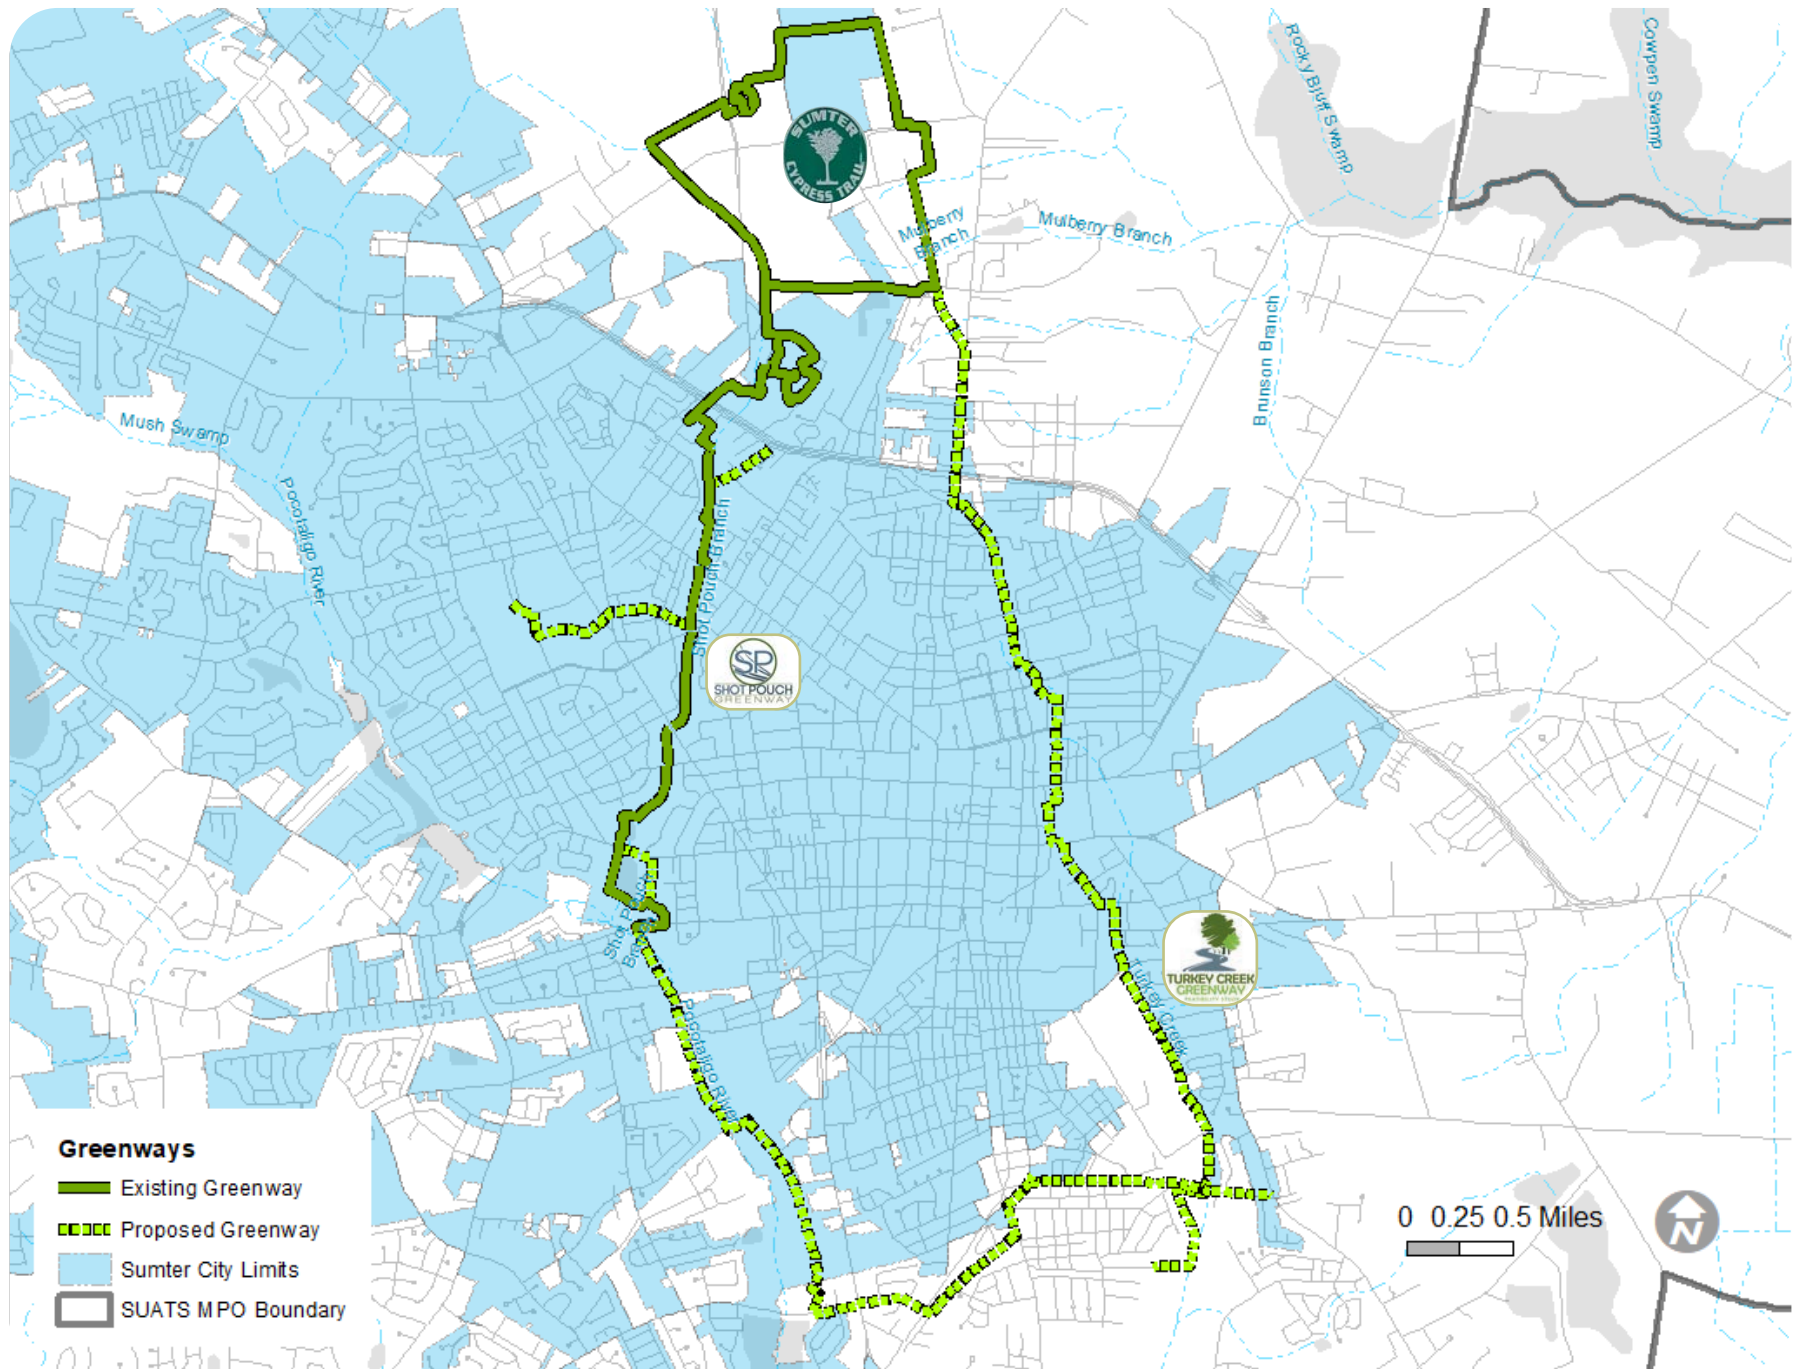 Rocky Bluff Swamp
Cowpen Swamp
SUMTER
CYPRESS TRAIL
Mulberry
Branch
Mulberry Branch
Brunson Branch
Mush Swamp
Pocotaligo River
Shot Pouch Branch
SP
SHOT POUCH
GREENWAY
Shot Pouch
Branch
TURKEY CREEK
GREENWAY
FEASIBILITY STUDY
Turkey Creek
Pocotaligo River
Greenways
Existing Greenway
Proposed Greenway
Sumter City Limits
SUATS MPO Boundary
0 0.25 0.5 Miles
N